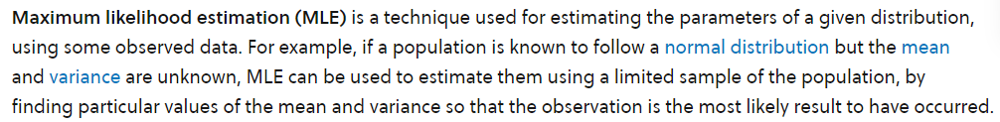 Maximum likelihood estimation (MLE) is a technique used for estimating the parameters of a given distribution,
using some observed data. For example, if a population is known to follow a normal distribution but the mean
and variance are unknown, MLE can be used to estimate them using a limited sample of the population, by
finding particular values of the mean and variance so that the observation is the most likely result to have occurred.